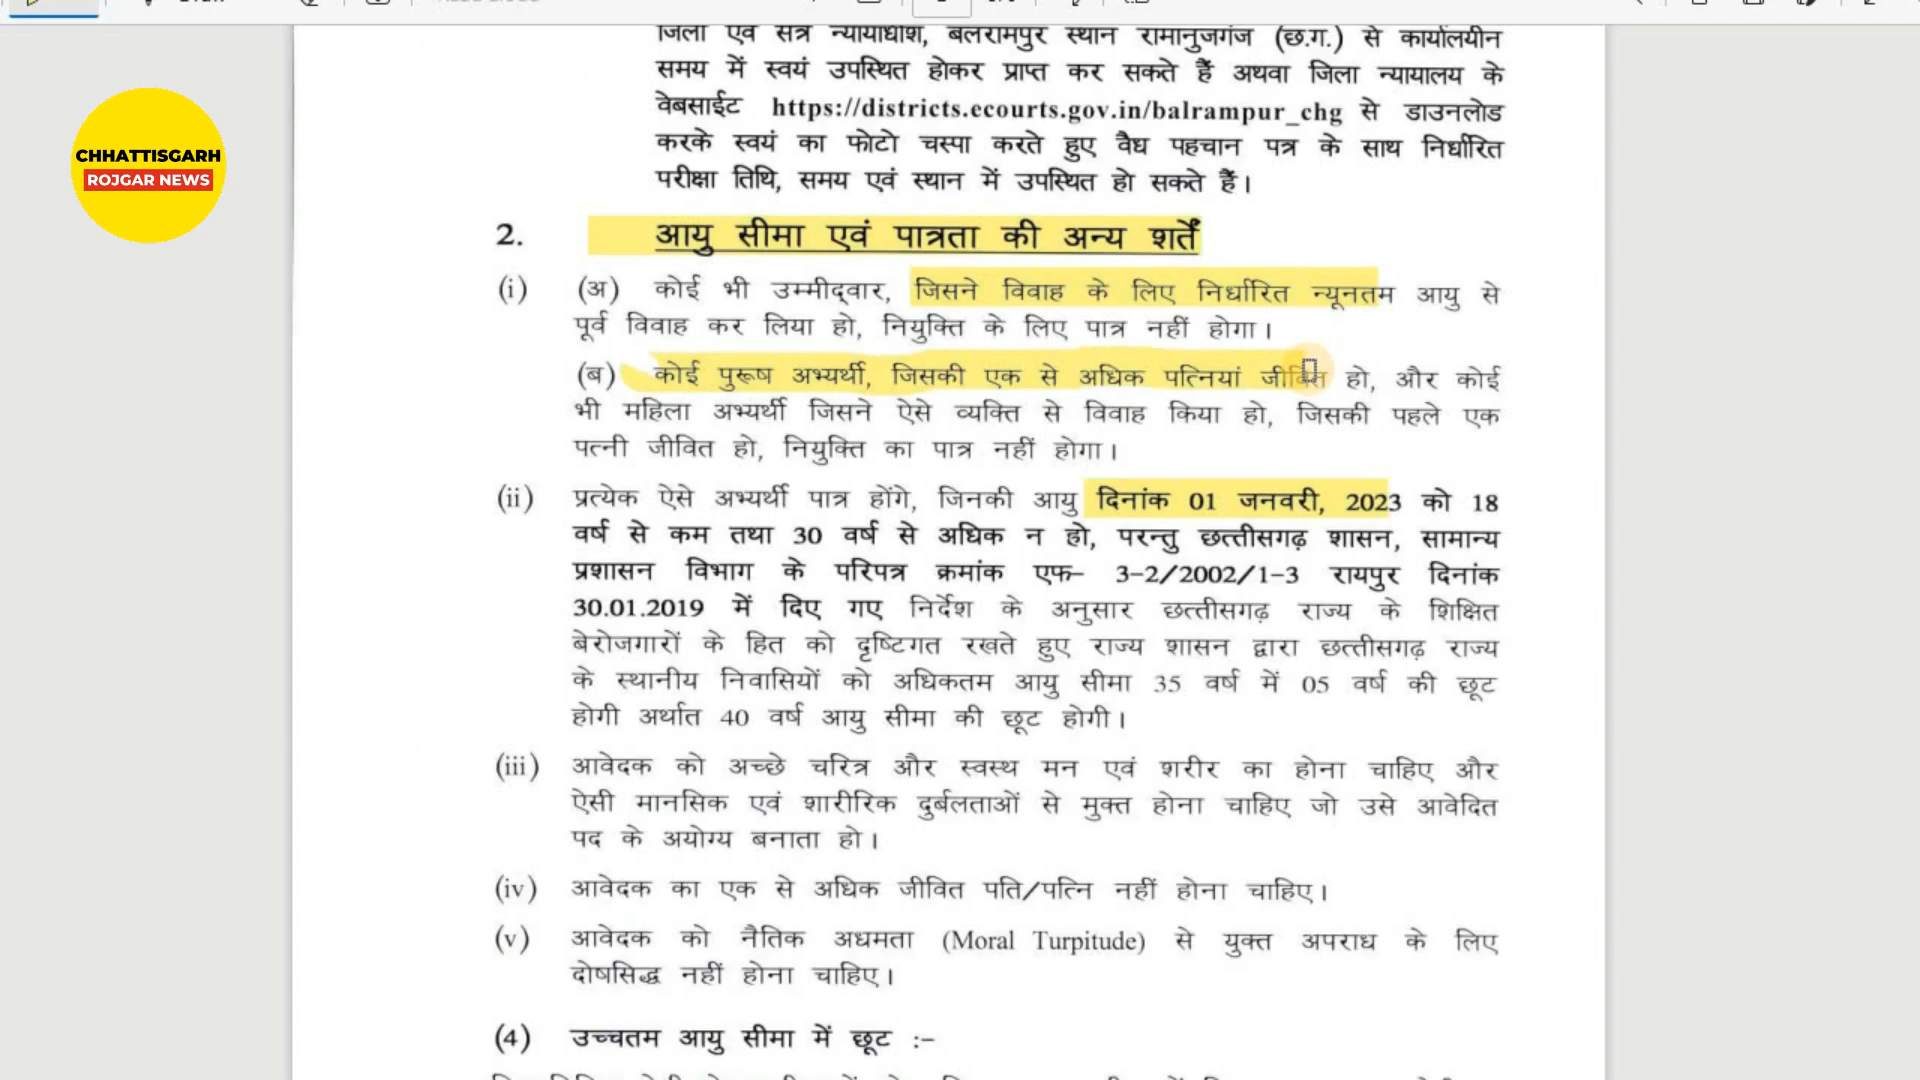 जिला एवं सत्र न्यायाधीश, बलरामपुर स्थान रामानुजगंज (छ.ग.) से कार्यालयीन
समय में स्वयं उपस्थित होकर प्राप्त कर सकते हैं अथवा जिला न्यायालय के
वेबसाईट https://districts.ecourts.gov.in/balrampur_chg से डाउनलोड
करके स्वयं का फोटो चस्पा करते हुए वैध पहचान पत्र के साथ निर्धारित
परीक्षा तिथि, समय एवं स्थान में उपस्थित हो सकते हैं।
CHHATTISGARH
ROJGAR NEWS
2. आयु सीमा एवं पात्रता की अन्य शर्तें
(i) (अ) कोई भी उम्मीद्‌वार, जिसने विवाह के लिए निर्धारित न्यूनतम आयु से
पूर्व विवाह कर लिया हो, नियुक्ति के लिए पात्र नहीं होगा।
(ब) कोई पुरूष अभ्यर्थी, जिसकी एक से अधिक पत्नियां जीवित हो, और कोई
भी महिला अभ्यर्थी जिसने ऐसे व्यक्ति से विवाह किया हो, जिसकी पहले एक
पत्नी जीवित हो, नियुक्ति का पात्र नहीं होगा।
(ii) प्रत्येक ऐसे अभ्यर्थी पात्र होंगे, जिनकी आयु दिनांक 01 जनवरी, 2023 को 18
वर्ष से कम तथा 30 वर्ष से अधिक न हो, परन्तु छत्तीसगढ़ शासन, सामान्य
प्रशासन विभाग के परिपत्र क्रमांक एफ– 3–2/2002/1–3 रायपुर दिनांक
30.01.2019 में दिए गए निर्देश के अनुसार छत्तीसगढ़ राज्य के शिक्षित
बेरोजगारों के हित को दृष्टिगत रखते हुए राज्य शासन द्वारा छत्तीसगढ़ राज्य
के स्थानीय निवासियों को अधिकतम आयु सीमा 35 वर्ष में 05 वर्ष की छूट
होगी अर्थात 40 वर्ष आयु सीमा की छूट होगी।
(iii) आवेदक को अच्छे चरित्र और स्वस्थ मन एवं शरीर का होना चाहिए और
ऐसी मानसिक एवं शारीरिक दुर्बलताओं से मुक्त होना चाहिए जो उसे आवेदित
पद के अयोग्य बनाता हो।
(iv) आवेदक का एक से अधिक जीवित पति/पत्नि नहीं होना चाहिए।
(v) आवेदक को नैतिक अधमता (Moral Turpitude) से युक्त अपराध के लिए
दोषसिद्ध नहीं होना चाहिए।
(4) उच्चतम आयु सीमा में छूट :–